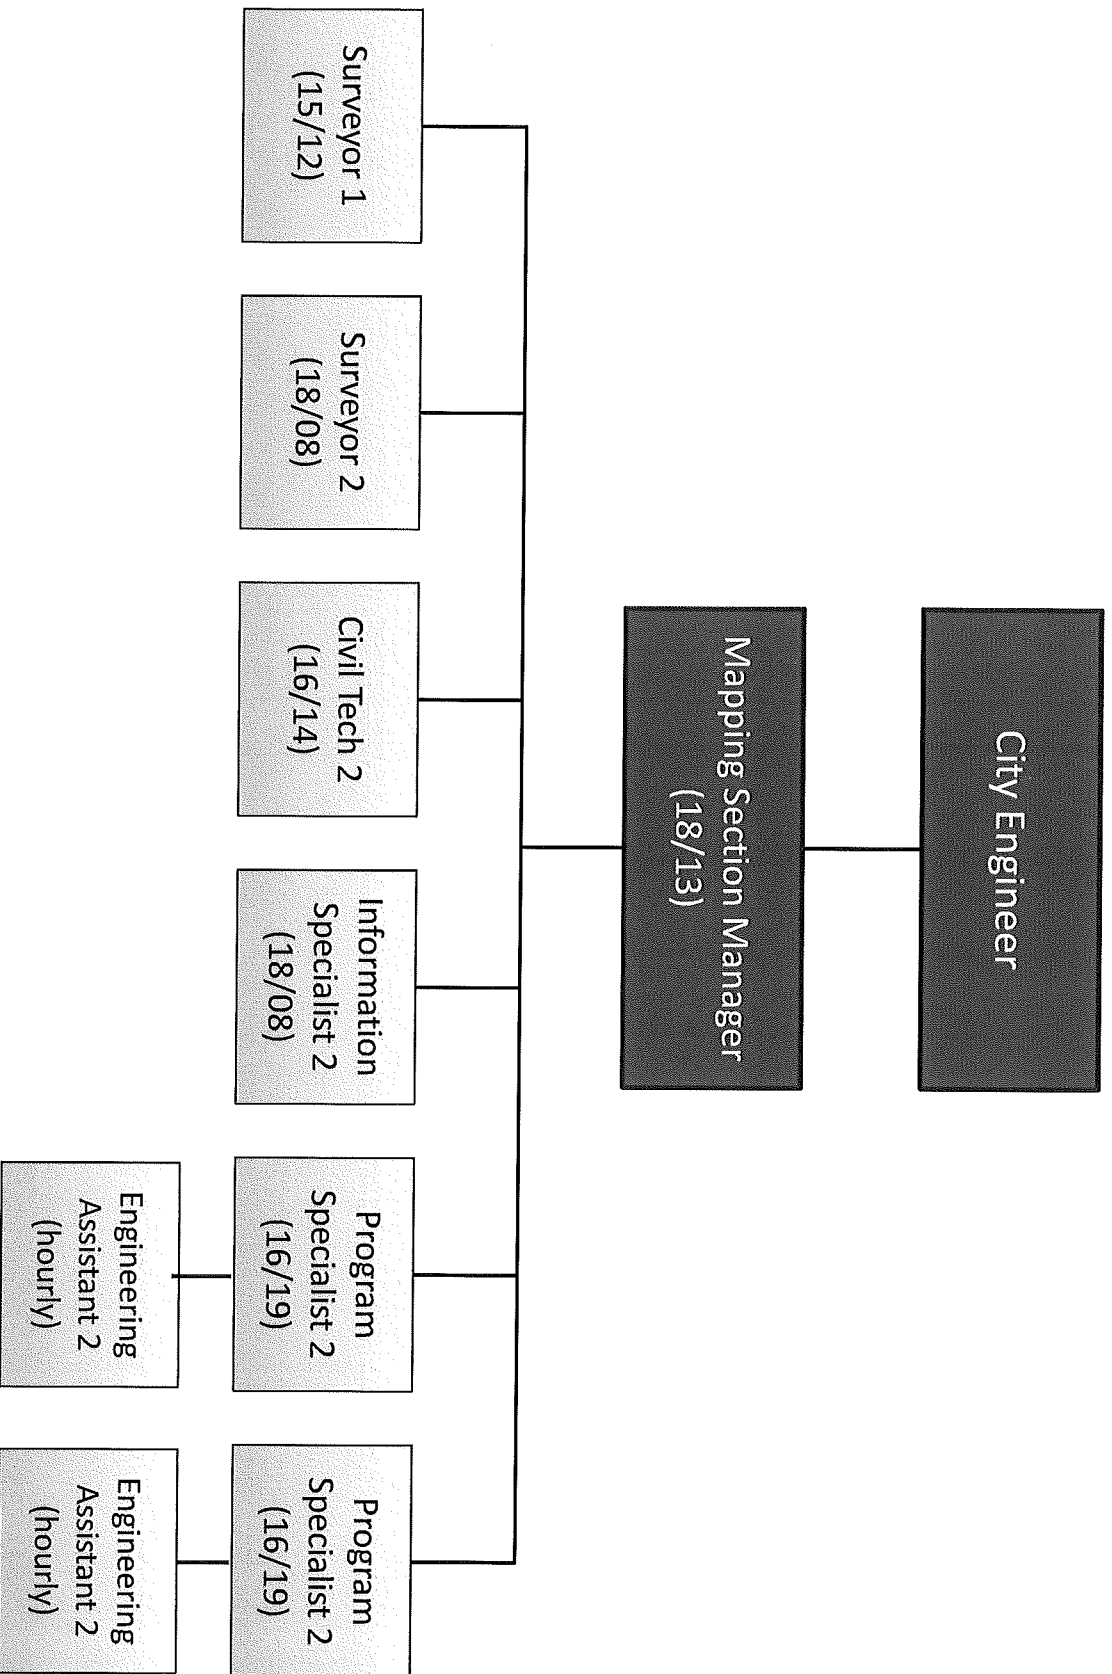 City Engineer
Mapping Section Manager
(18/13)
Surveyor 1
(15/12)
Surveyor 2
(18/08)
Civil Tech 2
(16/14)
Information
Specialist 2
(18/08)
Program
Specialist 2
(16/19)
Program
Specialist 2
(16/19)
Engineering
Assistant 2
(hourly)
Engineering
Assistant 2
(hourly)